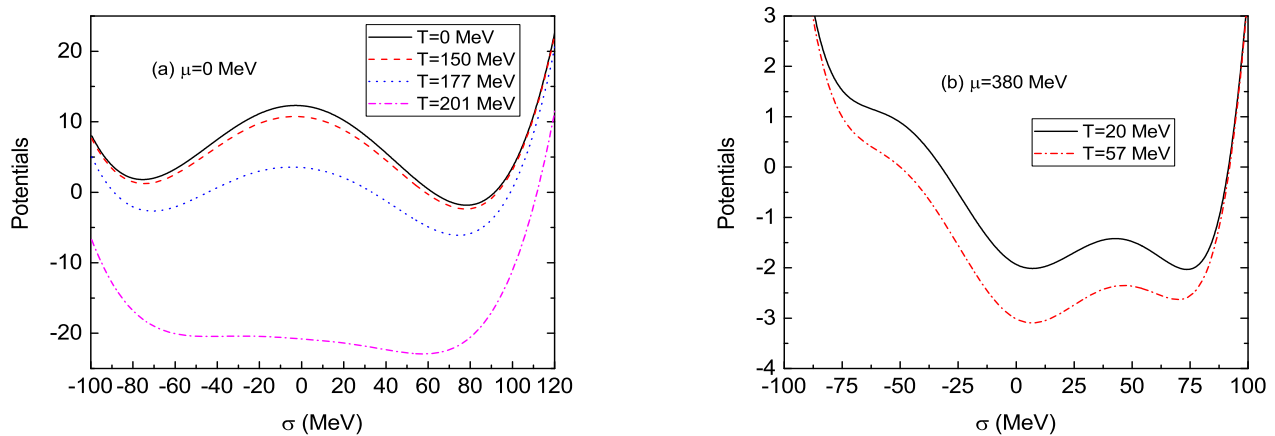 (a) μ=0 MeV
T=0 MeV
T=150 MeV
T=177 MeV
T=201 MeV
20
10
0
-10
-20
Potentials
-100 -80 -60 -40 -20 0 20 40 60 80 100 120
σ (MeV)
(b) μ=380 MeV
T=20 MeV
T=57 MeV
3
2
1
0
-1
-2
-3
-4
Potentials
-100 -75 -50 -25 0 25 50 75 100
σ (MeV)